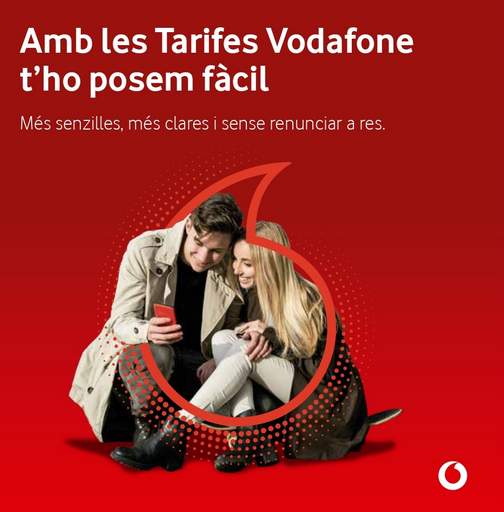 Amb les Tarifes Vodafone
t’ho posem fàcil
Més senzilles, més clares i sense renunciar a res.